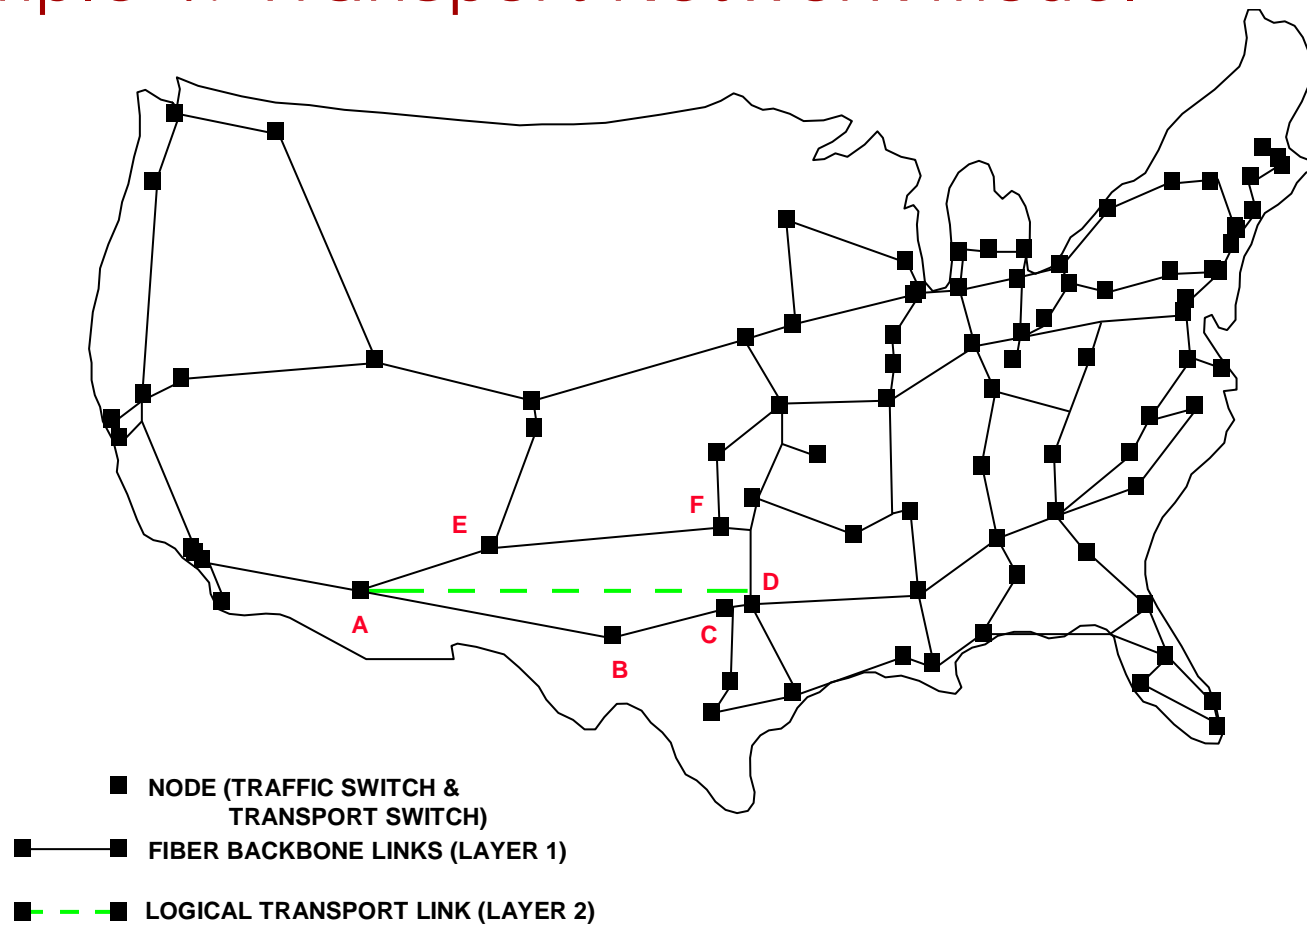 F
E
D
A
C
B
NODE (TRAFFIC SWITCH &
TRANSPORT SWITCH)
FIBER BACKBONE LINKS (LAYER 1)
LOGICAL TRANSPORT LINK (LAYER 2)